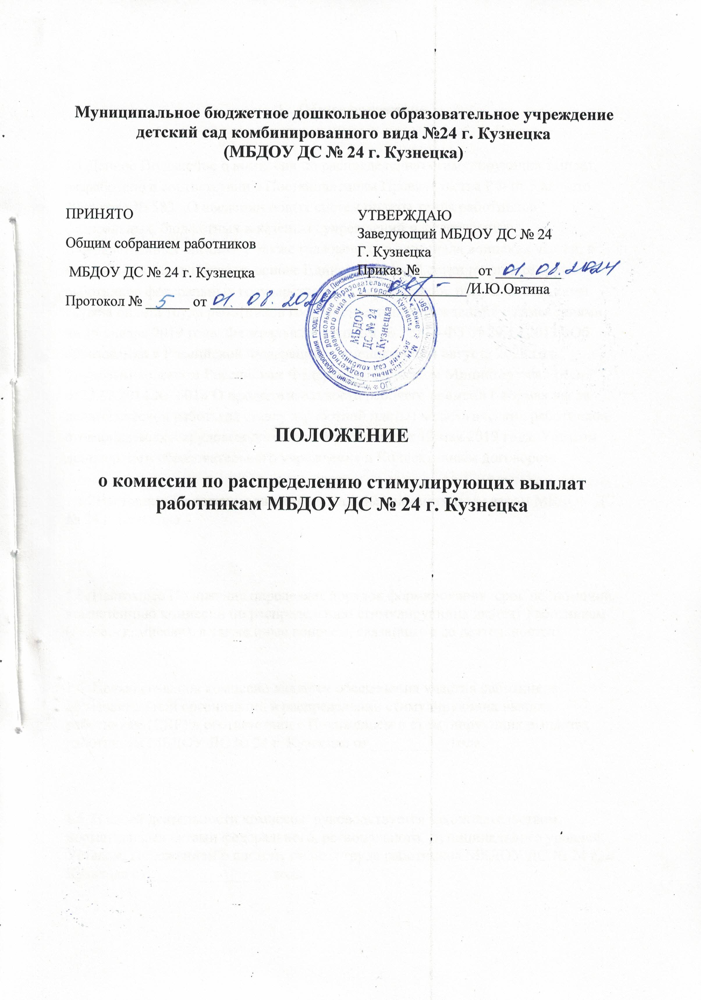 Муниципальное бюджетное дошкольное образовательное учреждение
детский сад комбинированного вида №24 г. Кузнецка
(МБДОУ ДС № 24 г. Кузнецка)
ПРИНЯТО
Общим собранием работников
МБДОУ ДС № 24 г. Кузнецка
Протокол № 5 от 01. 08. 2024
УТВЕРЖДАЮ
Заведующий МБДОУ ДС № 24
Г. Кузнецка
Приказ №________от 01. 08. 2024
/И.Ю.Овтина
МБДОУ
ДС № 24
г.Кузнецка
ПОЛОЖЕНИЕ
о комиссии по распределению стимулирующих выплат
работникам МБДОУ ДС № 24 г. Кузнецка